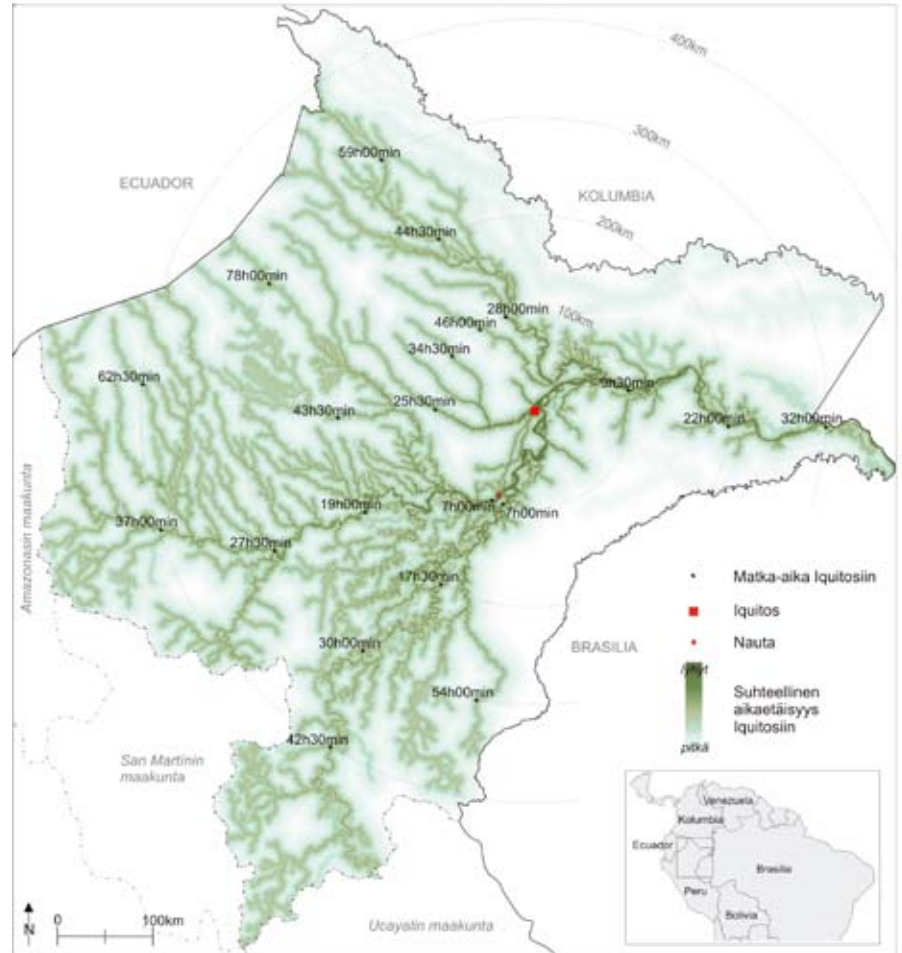 400km
300km
200km
100km
ECUADOR
KOLUMBIA
59h00min
44h30min
78h00min
28h00min
46h00min
34h30min
62h30min
9h30min
25h30min
43h30min
22h00min
32h00min
Amazonasin maakunta
19h00min
7h00min
7h00min
37h00min
27h30min
17h30min
30h00min
BRASILIA
54h00min
42h30min
San Martinin
maakunta
Ucayalin maakunta
Matka-aika Iquitosiin
Iquitos
Nauta
lyhyt
Suhteellinen
aikaetäisyys
Iquitosiin
pitkä
Venezuela
Kolumbia
Ecuador
Brasilia
Peru
Bolivia
N
0
100km